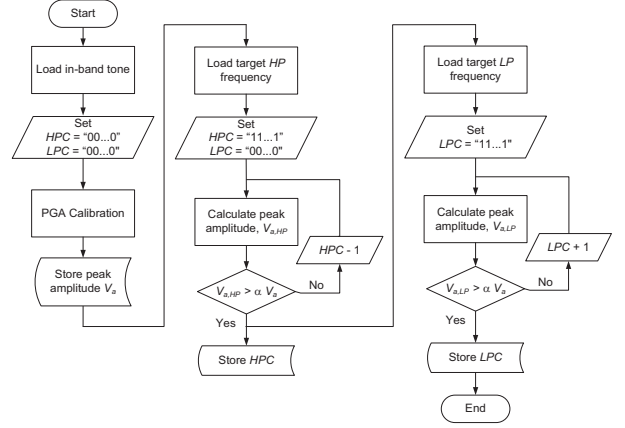 Start
Load in-band tone
Set
HPC = “00...0”
LPC = “00...0"
PGA Calibration
Store peak
amplitude Va
Load target HP
frequency
Set
HPC = “11...1”
LPC = “00...0"
Calculate peak
amplitude, Va,HP
HPC - 1
Va,HP > α Va
No
Yes
Store HPC
Load target LP
frequency
Set
LPC = “11...1"
Calculate peak
amplitude, Va,LP
LPC + 1
Va,LP > α Va
No
Yes
Store LPC
End